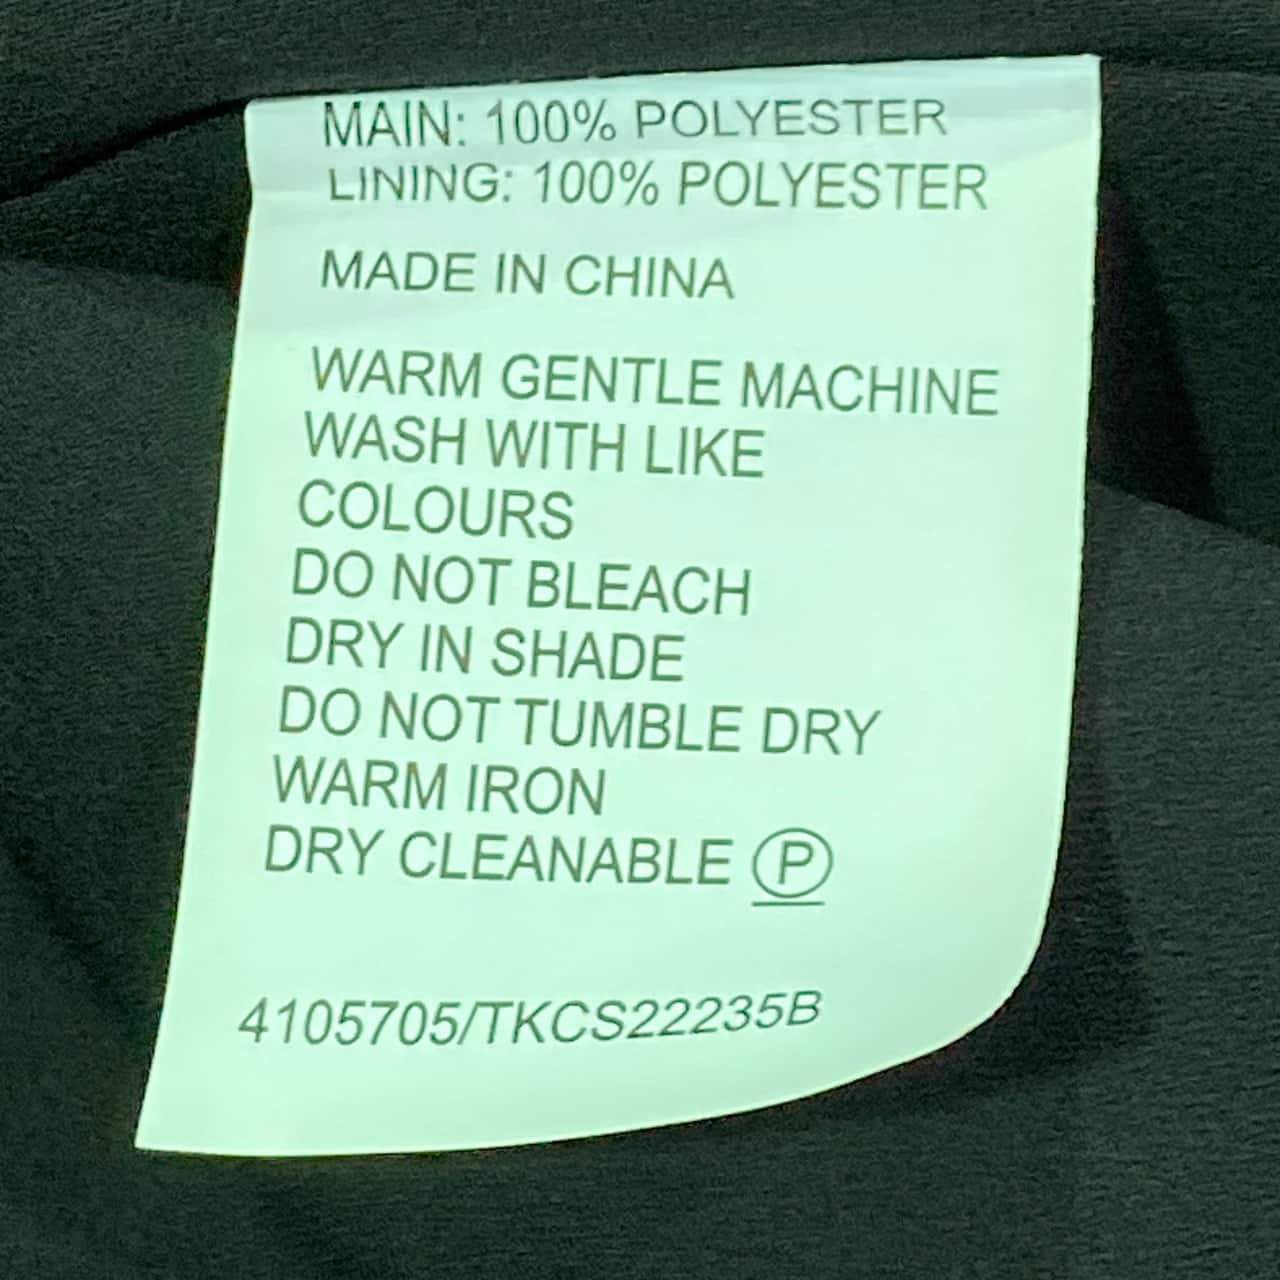 MAIN: 100% POLYESTER
LINING: 100% POLYESTER
MADE IN CHINA
WARM GENTLE MACHINE
WASH WITH LIKE
COLOURS
DO NOT BLEACH
DRY IN SHADE
DO NOT TUMBLE DRY
WARM IRON
DRY CLEANABLE P
4105705/TKCS22235B